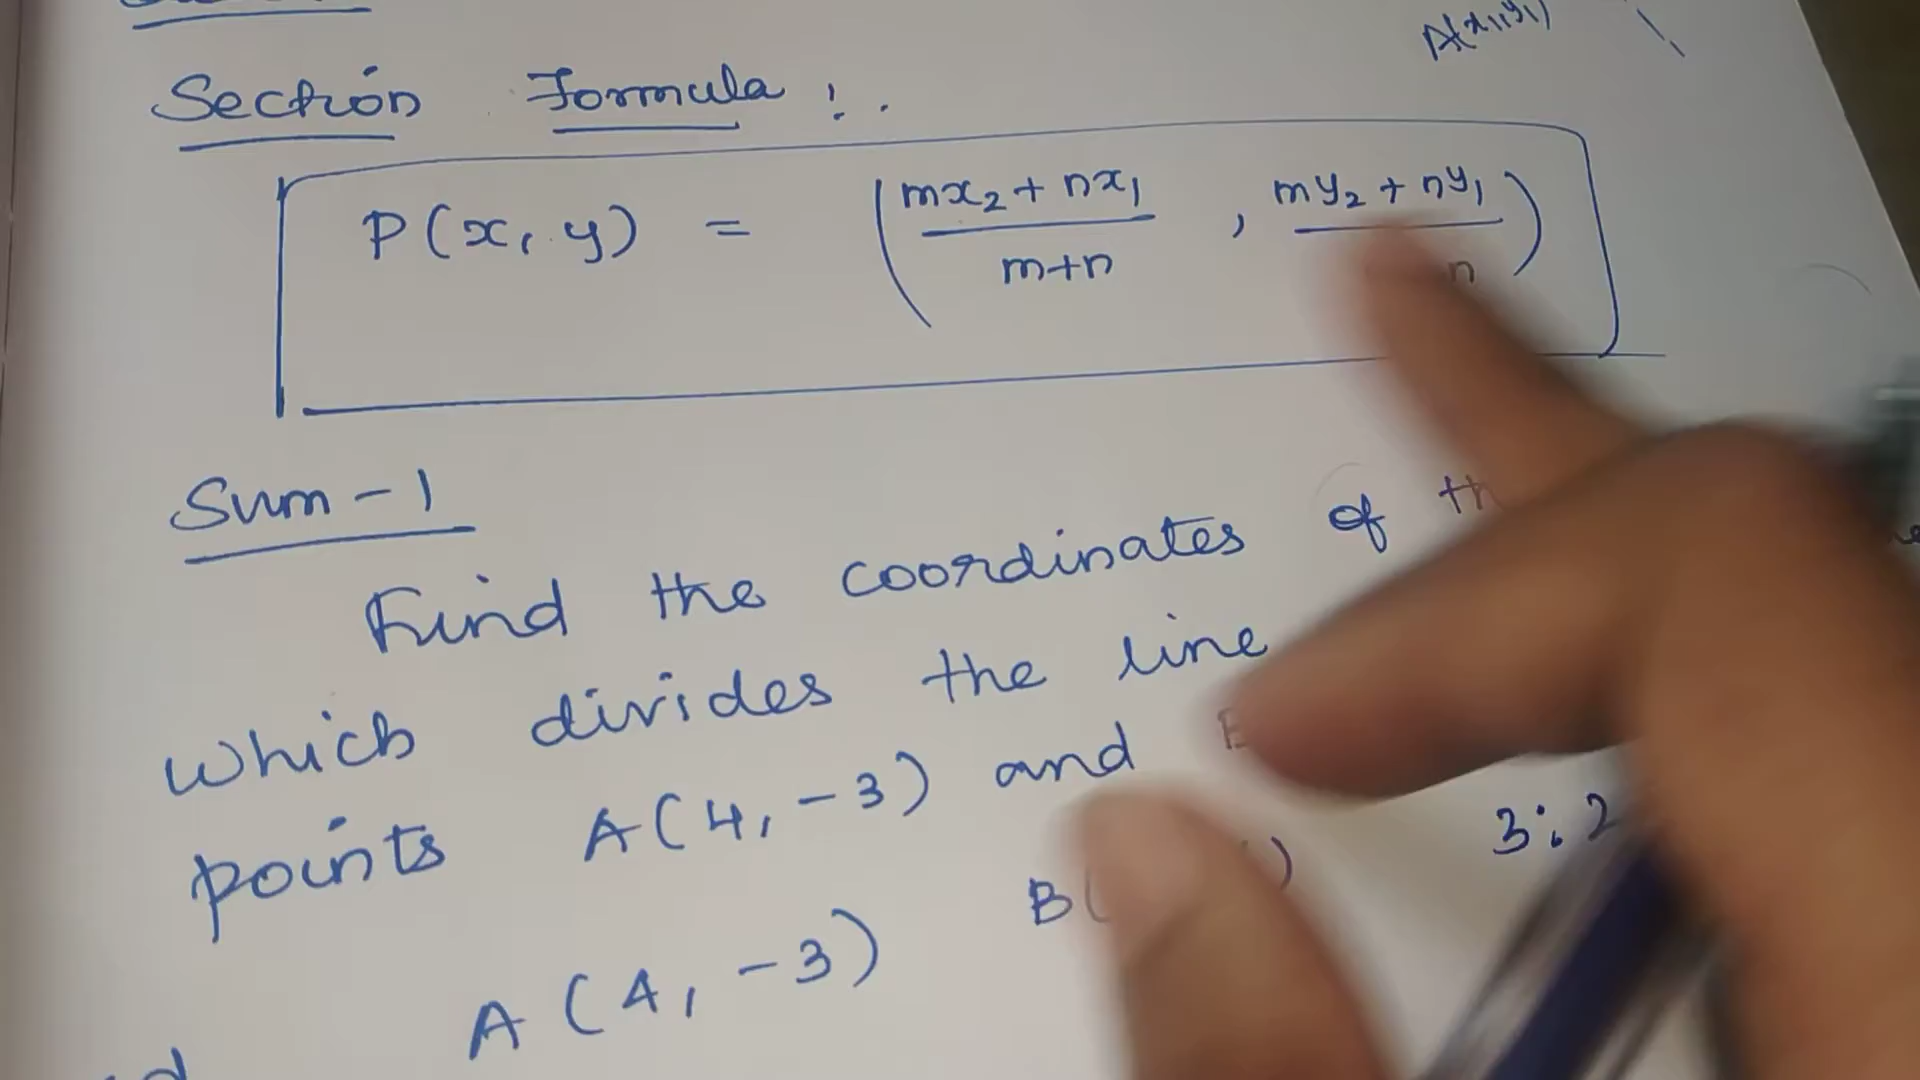 A(x₁,y₁)
Section Formula :.
P(x, y) = ( mx₂ + nx₁ / m+n , my₂ + ny₁ / n )
Sum - 1
Find the coordinates of
which divides the line
points A(4, -3) and
B( ) 3:2
A (4, -3)